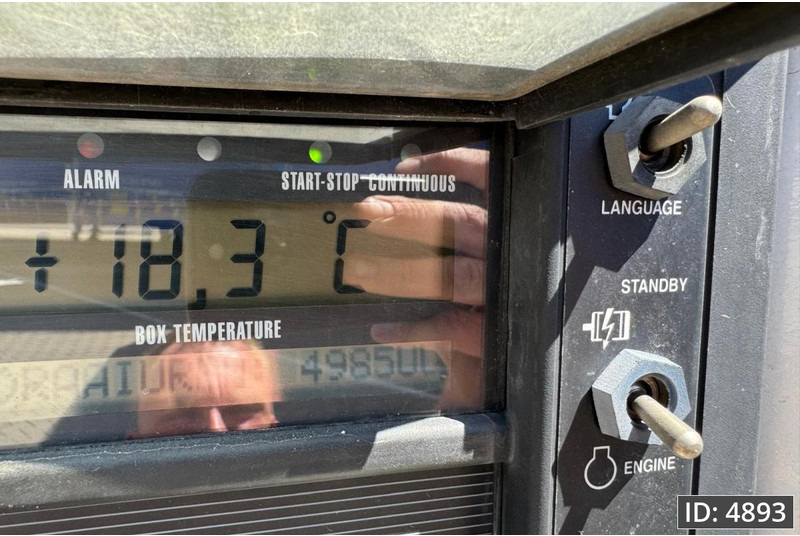 ALARM
START-STOP CONTINUOUS
+18,3 °C
BOX TEMPERATURE
LANGUAGE
STANDBY
ENGINE
ID: 4893